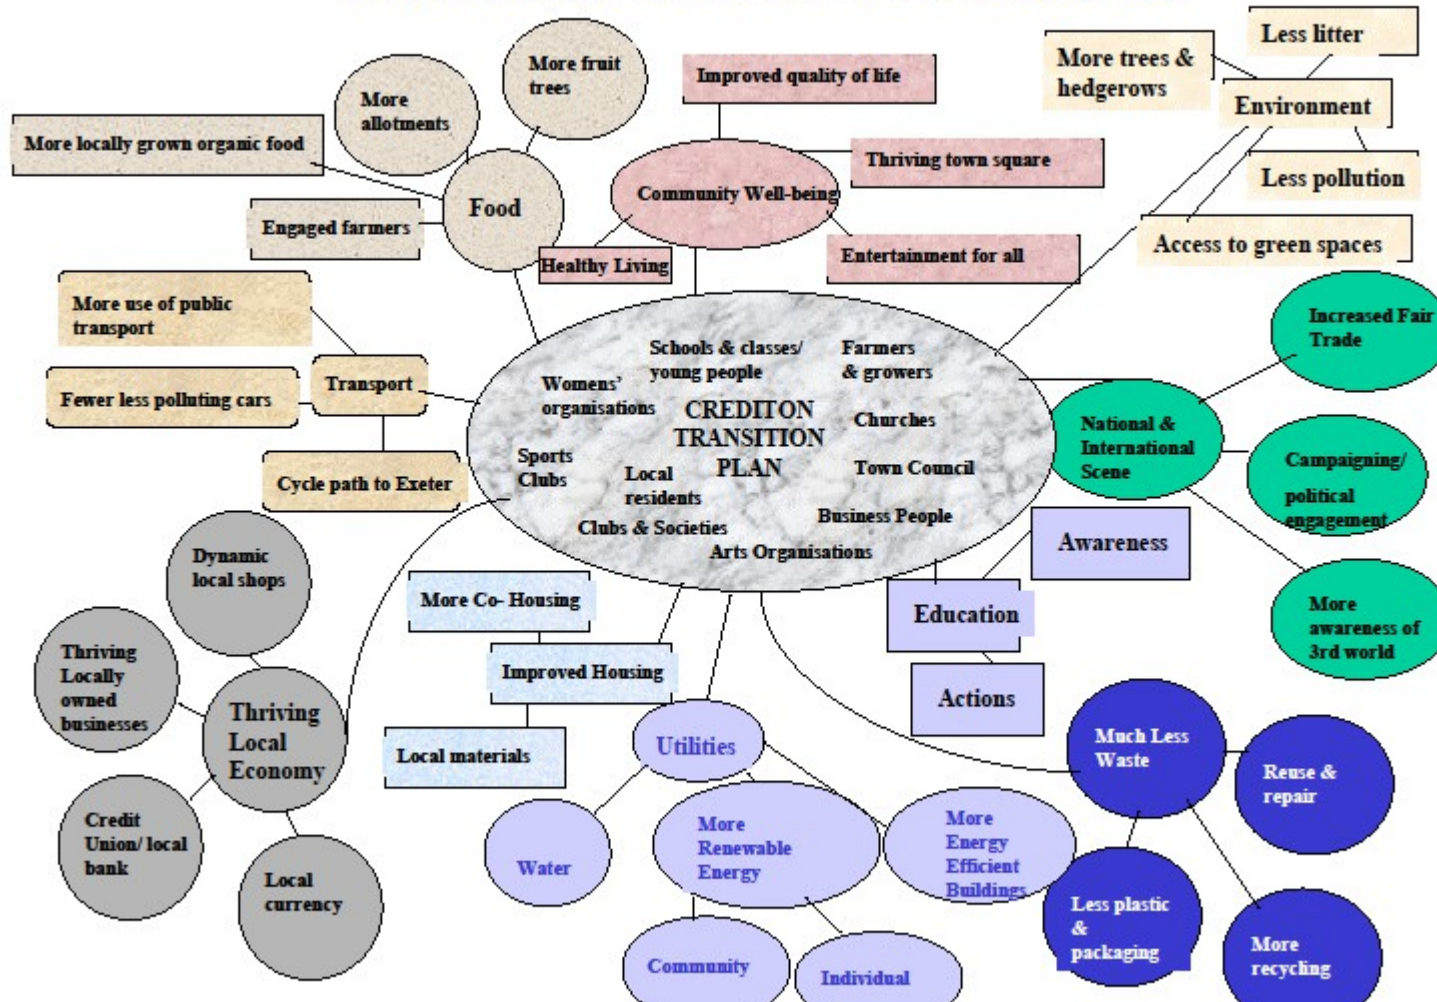 Less litter
More trees &
hedgerows
Environment
Less pollution
Access to green spaces
More fruit
trees
More
allotments
More locally grown organic food
Food
Engaged farmers
Improved quality of life
Thriving town square
Community Well-being
Healthy Living
Entertainment for all
More use of public
transport
Transport
Fewer less polluting cars
Cycle path to Exeter
Schools & classes/
young people
Farmers
& growers
Womens'
organisations
CREDITON
TRANSITION
PLAN
Churches
Sports
Clubs
Local
residents
Town Council
Clubs & Societies
Business People
Arts Organisations
Increased Fair
Trade
National &
International
Scene
Campaigning/
political
engagement
More
awareness of
3rd world
Awareness
Education
Actions
Dynamic
local shops
Thriving
Locally
owned
businesses
Thriving
Local
Economy
Credit
Union/ local
bank
Local
currency
More Co- Housing
Improved Housing
Local materials
Utilities
Water
More
Renewable
Energy
More
Energy
Efficient
Buildings
Community
Individual
Much Less
Waste
Reuse &
repair
Less plastic
&
packaging
More
recycling